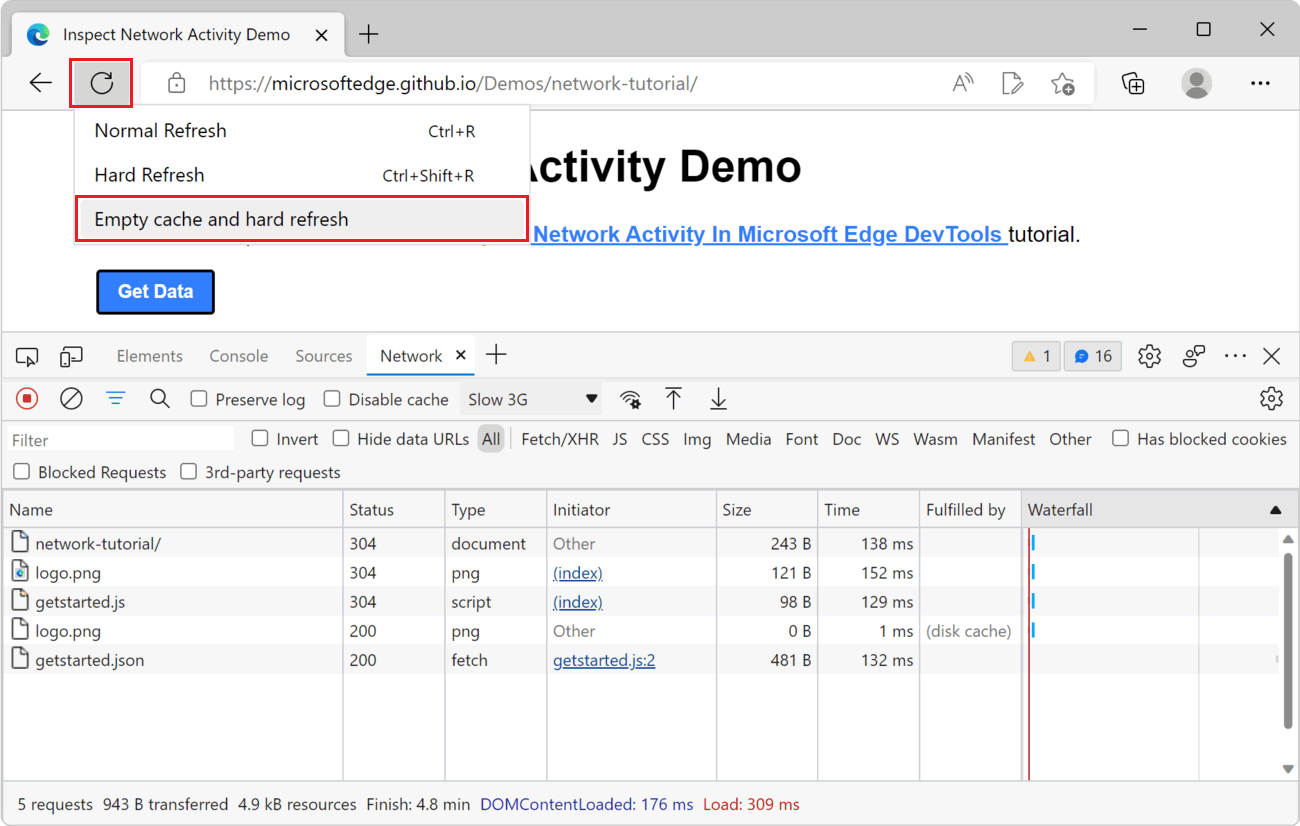 Inspect Network Activity Demo
https://microsoftedge.github.io/Demos/network-tutorial/
Normal Refresh Ctrl+R
Hard Refresh Ctrl+Shift+R
Empty cache and hard refresh
Activity Demo
Network Activity In Microsoft Edge DevTools tutorial.
Get Data
Elements Console Sources Network 1 16
Preserve log Disable cache Slow 3G
Filter Invert Hide data URLs All Fetch/XHR JS CSS Img Media Font Doc WS Wasm Manifest Other Has blocked cookies
Blocked Requests 3rd-party requests
Name Status Type Initiator Size Time Fulfilled by Waterfall
network-tutorial/ 304 document Other 243 B 138 ms
logo.png 304 png (index) 121 B 152 ms
getstarted.js 304 script (index) 98 B 129 ms
logo.png 200 png Other 0 B 1 ms (disk cache)
getstarted.json 200 fetch getstarted.js:2 481 B 132 ms
5 requests 943 B transferred 4.9 kB resources Finish: 4.8 min DOMContentLoaded: 176 ms Load: 309 ms